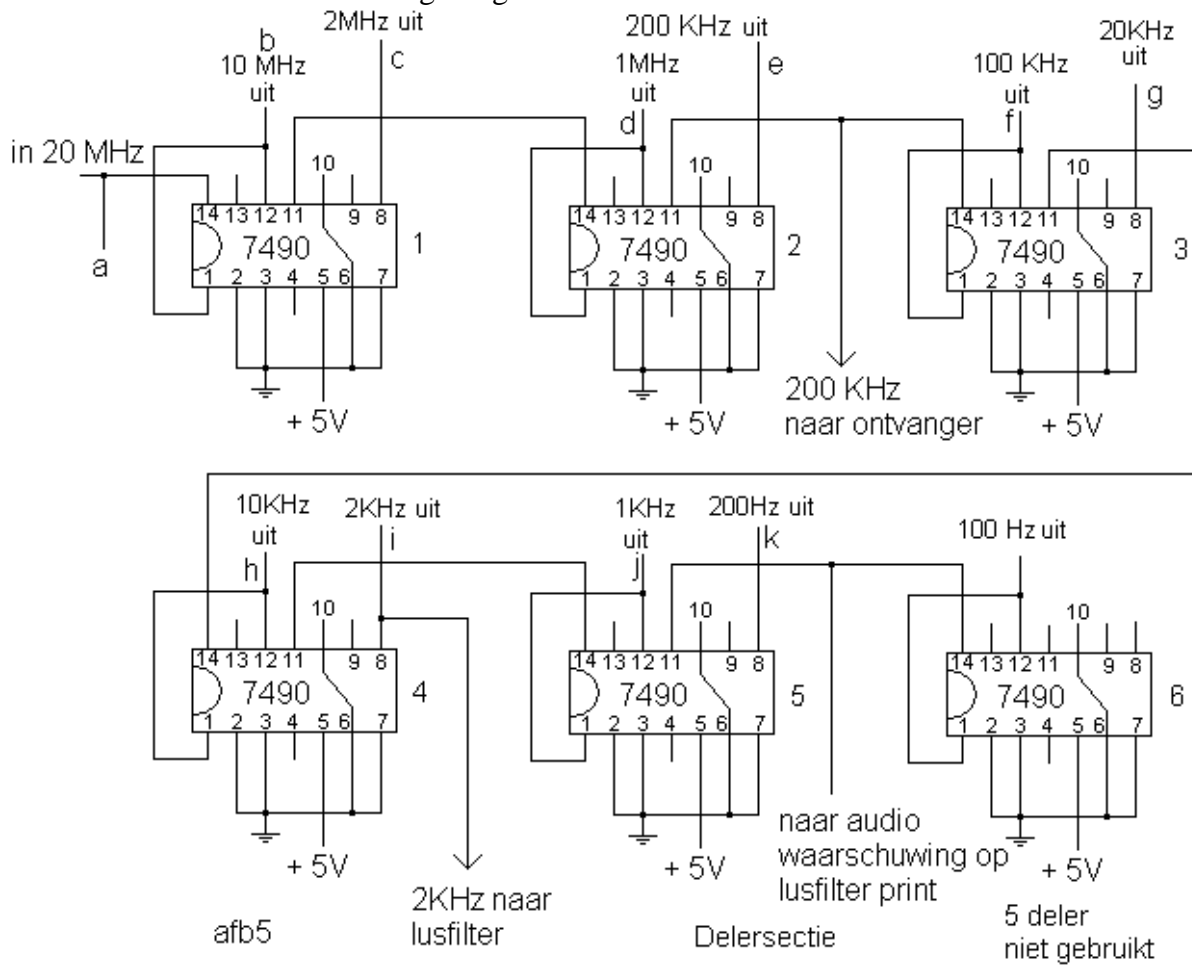 2MHz uit
b
10 MHz
uit
c
200 KHz uit
1MHz
uit
d
e
20KHz
uit
100 KHz
uit
f
g
in 20 MHz
a
10
14 13 12 11 9 8
7490
1
1 2 3 4 5 6 7
+ 5V
10
14 13 12 11 9 8
7490
2
1 2 3 4 5 6 7
+ 5V
200 KHz
naar ontvanger
10
14 13 12 11 9 8
7490
3
1 2 3 4 5 6 7
+ 5V
10KHz
uit
h
2KHz uit
i
1KHz
uit
j
200Hz uit
k
100 Hz uit
10
14 13 12 11 9 8
7490
4
1 2 3 4 5 6 7
+ 5V
2KHz naar
lusfilter
10
14 13 12 11 9 8
7490
5
1 2 3 4 5 6 7
+ 5V
naar audio
waarschuwing op
lusfilter print
10
14 13 12 11 9 8
7490
6
1 2 3 4 5 6 7
+ 5V
5 deler
niet gebruikt
afb5
Delersectie